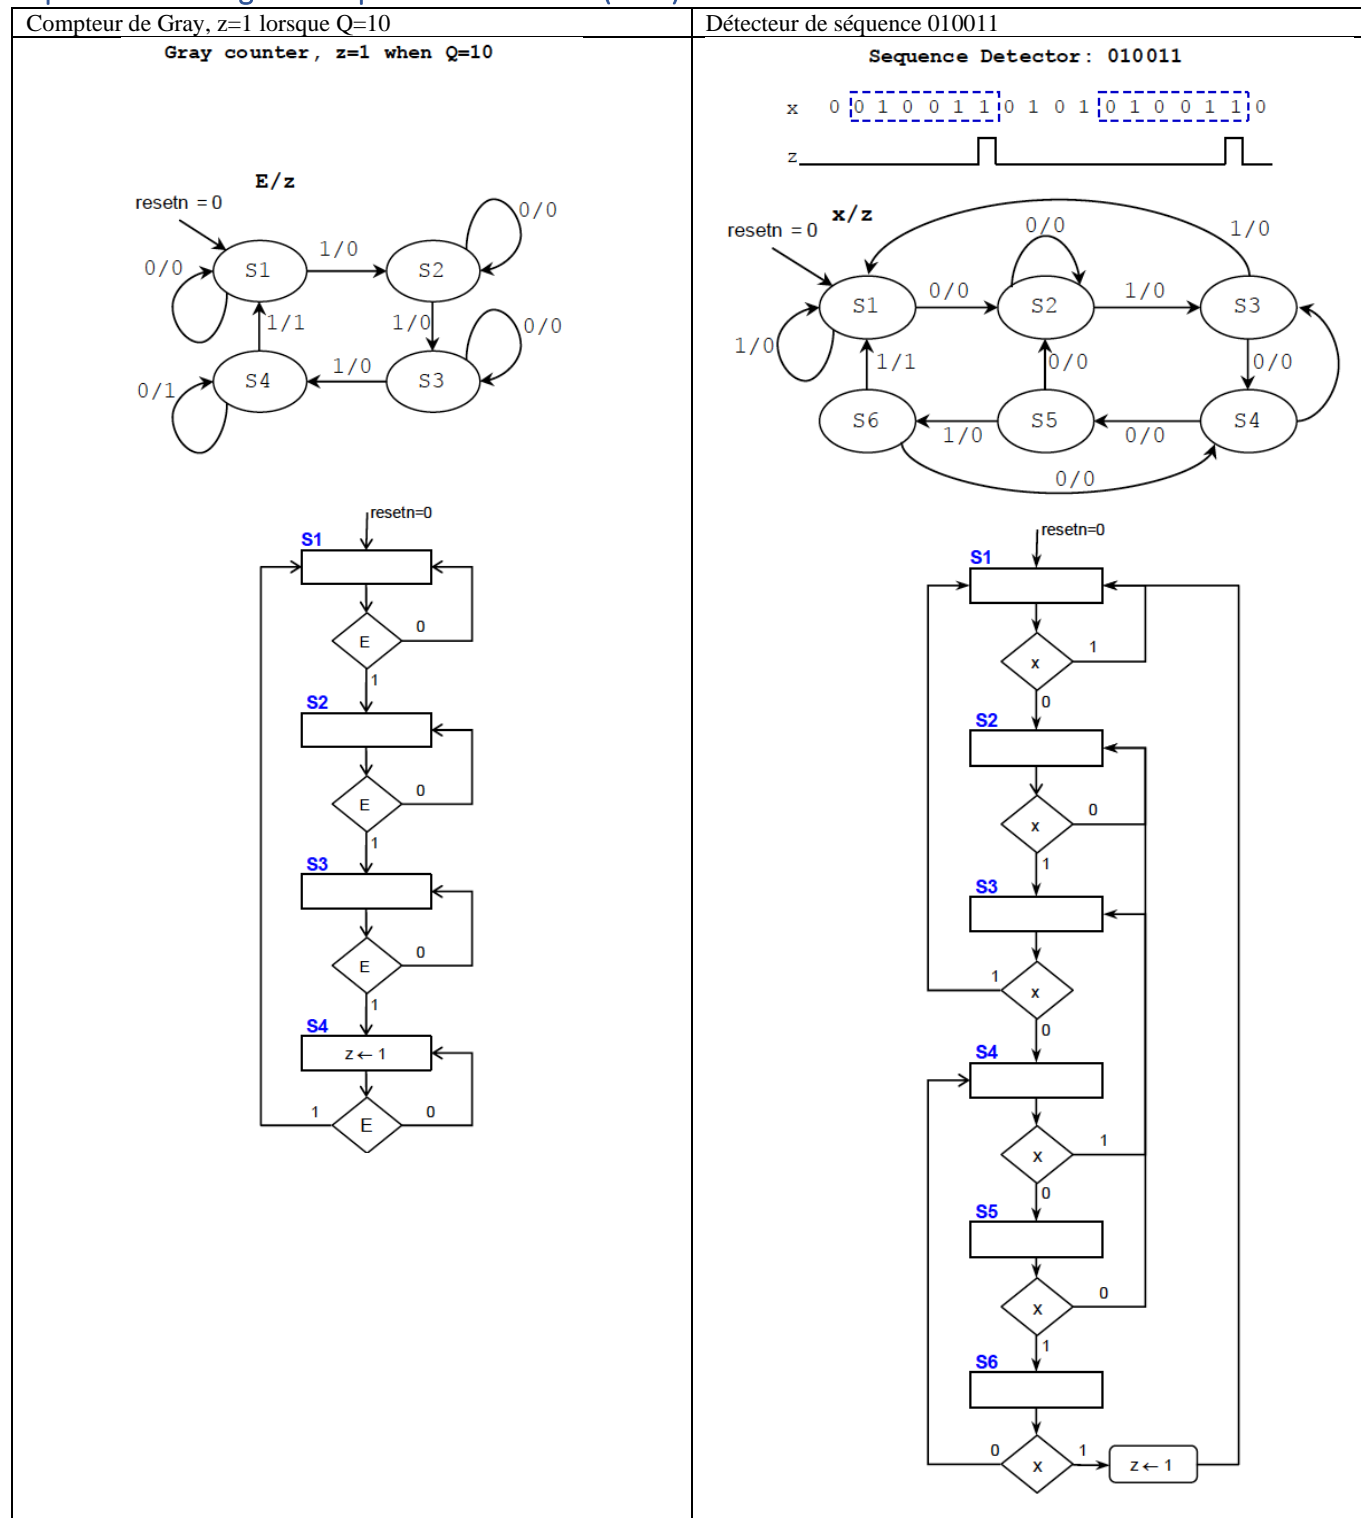 Compteur de Gray, z=1 lorsque Q=10
Gray counter, z=1 when Q=10
E/z
resetn = 0
0/0
S1
1/0
S2
0/0
1/1
1/0
0/0
0/1
S4
1/0
S3
resetn=0
S1
E
0
1
S2
E
0
1
S3
E
0
1
S4
z ← 1
1
E
0
Détecteur de séquence 010011
Sequence Detector: 010011
x 0 0 1 0 0 1 1 0 1 0 1 0 1 0 0 1 1 0
z
x/z
resetn = 0
0/0
1/0
S1
0/0
S2
1/0
S3
1/0
1/1
0/0
0/0
S6
1/0
S5
0/0
S4
0/0
resetn=0
S1
x
1
0
S2
x
0
1
S3
1
x
0
S4
x
1
0
S5
x
0
1
S6
0
x
1
z ← 1